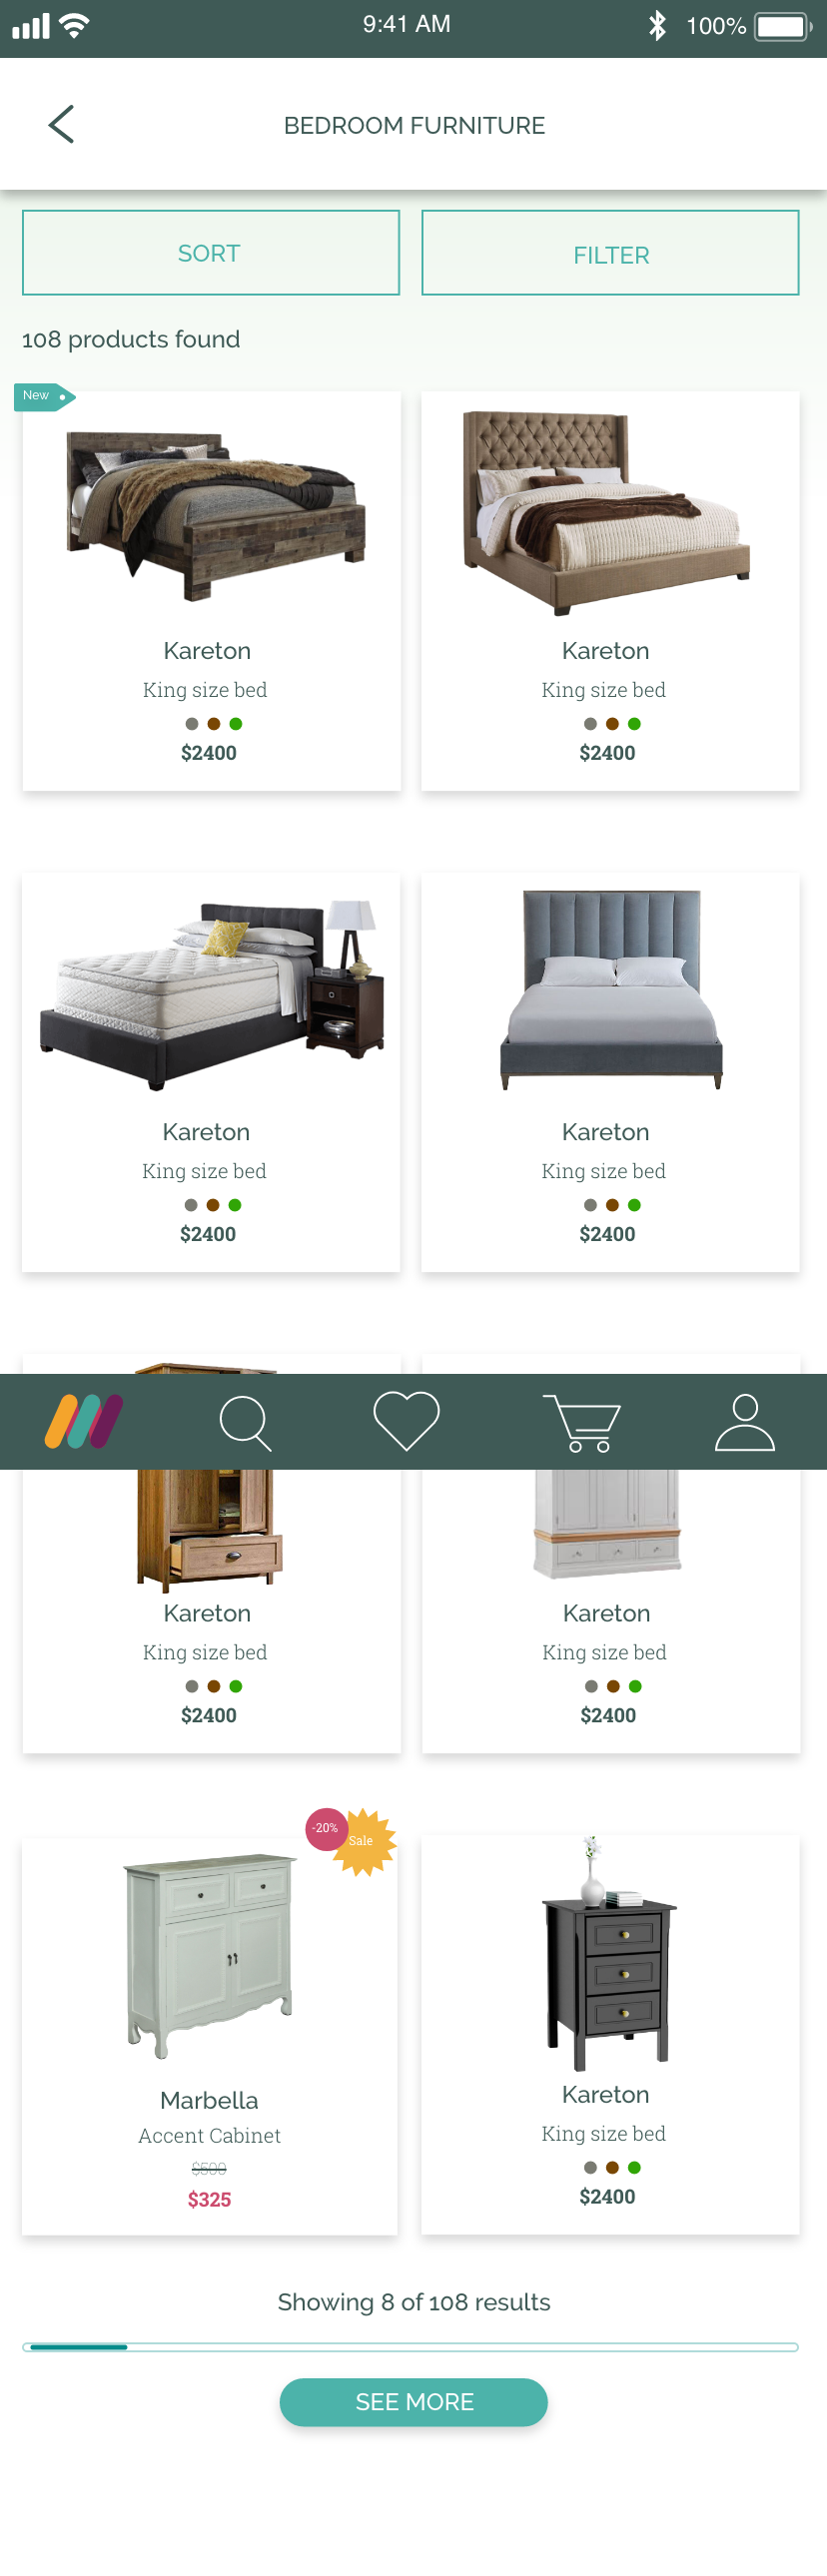 9:41 AM
100%
BEDROOM FURNITURE
SORT
FILTER
108 products found
New
Kareton
King size bed
$2400
Kareton
King size bed
$2400
Kareton
King size bed
$2400
Kareton
King size bed
$2400
Kareton
King size bed
$2400
Kareton
King size bed
$2400
-20%
Sale
Marbella
Accent Cabinet
$500
$325
Kareton
King size bed
$2400
Showing 8 of 108 results
SEE MORE